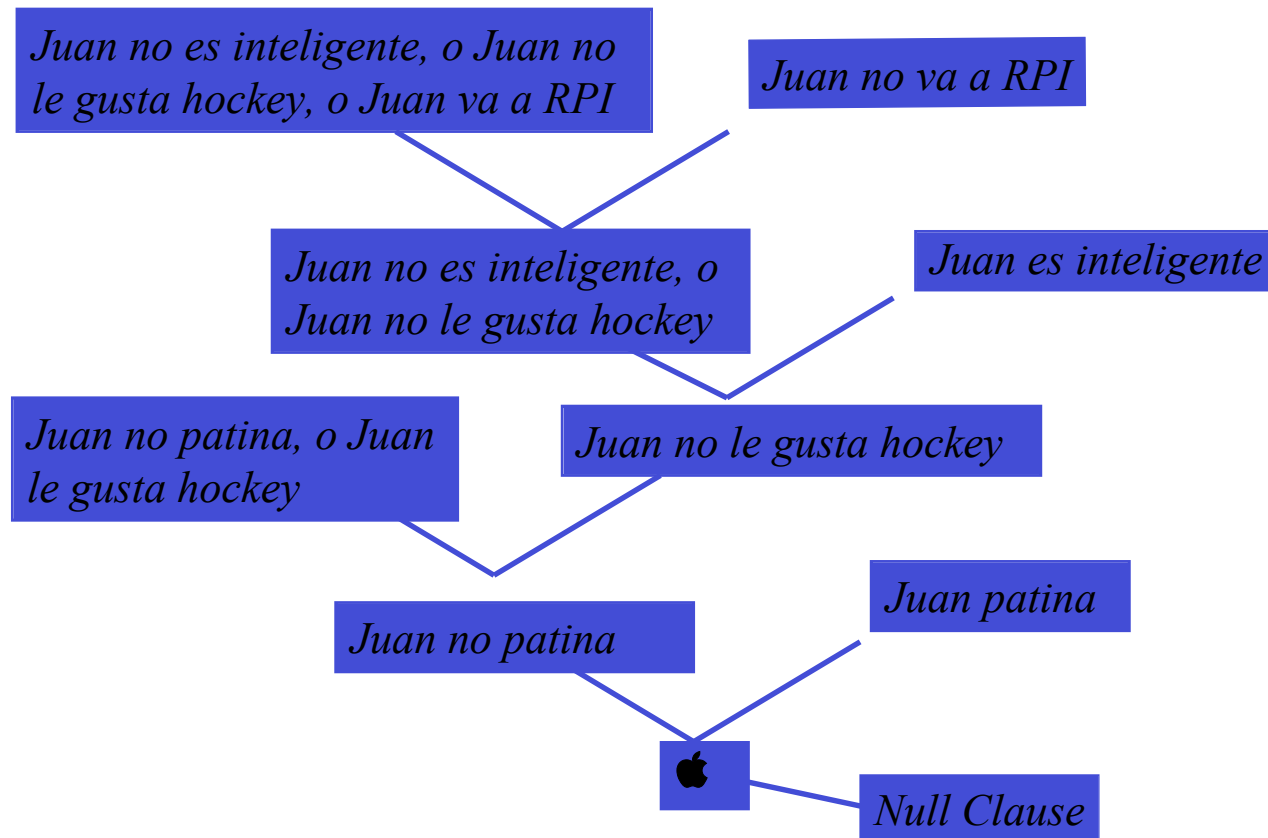 Juan no es inteligente, o Juan no
le gusta hockey, o Juan va a RPI
Juan no va a RPI
Juan no es inteligente, o
Juan no le gusta hockey
Juan es inteligente
Juan no patina, o Juan
le gusta hockey
Juan no le gusta hockey
Juan no patina
Juan patina
Null Clause